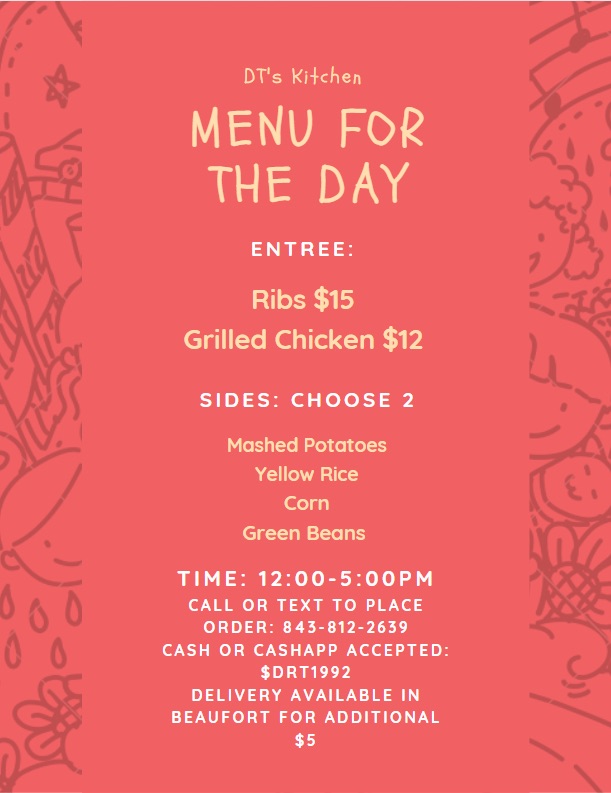 DT's Kitchen
MENU FOR
THE DAY
ENTREE:
Ribs $15
Grilled Chicken $12
SIDES: CHOOSE 2
Mashed Potatoes
Yellow Rice
Corn
Green Beans
TIME: 12:00-5:00PM
CALL OR TEXT TO PLACE
ORDER: 843-812-2639
CASH OR CASHAPP ACCEPTED:
$DRT1992
DELIVERY AVAILABLE IN
BEAUFORT FOR ADDITIONAL
$5